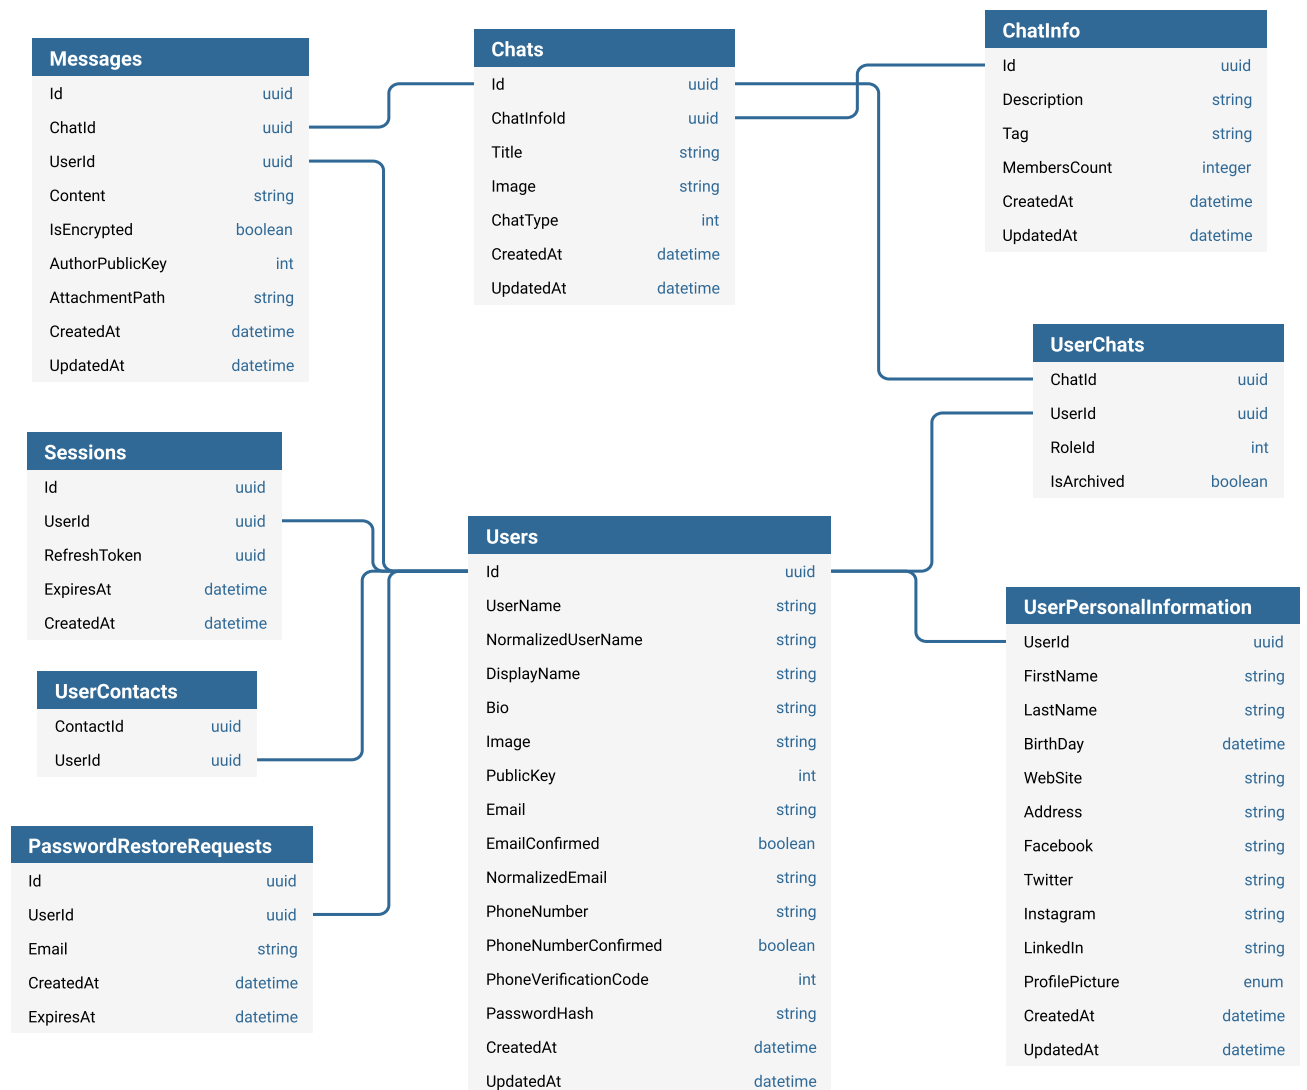 Messages
Id uuid
ChatId uuid
UserId uuid
Content string
IsEncrypted boolean
AuthorPublicKey int
AttachmentPath string
CreatedAt datetime
UpdatedAt datetime
Chats
Id uuid
ChatInfoId uuid
Title string
Image string
ChatType int
CreatedAt datetime
UpdatedAt datetime
ChatInfo
Id uuid
Description string
Tag string
MembersCount integer
CreatedAt datetime
UpdatedAt datetime
UserChats
ChatId uuid
UserId uuid
RoleId int
IsArchived boolean
Sessions
Id uuid
UserId uuid
RefreshToken uuid
ExpiresAt datetime
CreatedAt datetime
UserContacts
ContactId uuid
UserId uuid
PasswordRestoreRequests
Id uuid
UserId uuid
Email string
CreatedAt datetime
ExpiresAt datetime
Users
Id uuid
UserName string
NormalizedUserName string
DisplayName string
Bio string
Image string
PublicKey int
Email string
EmailConfirmed boolean
NormalizedEmail string
PhoneNumber string
PhoneNumberConfirmed boolean
PhoneVerificationCode int
PasswordHash string
CreatedAt datetime
UpdatedAt datetime
UserPersonalInformation
UserId uuid
FirstName string
LastName string
BirthDay datetime
WebSite string
Address string
Facebook string
Twitter string
Instagram string
LinkedIn string
ProfilePicture enum
CreatedAt datetime
UpdatedAt datetime